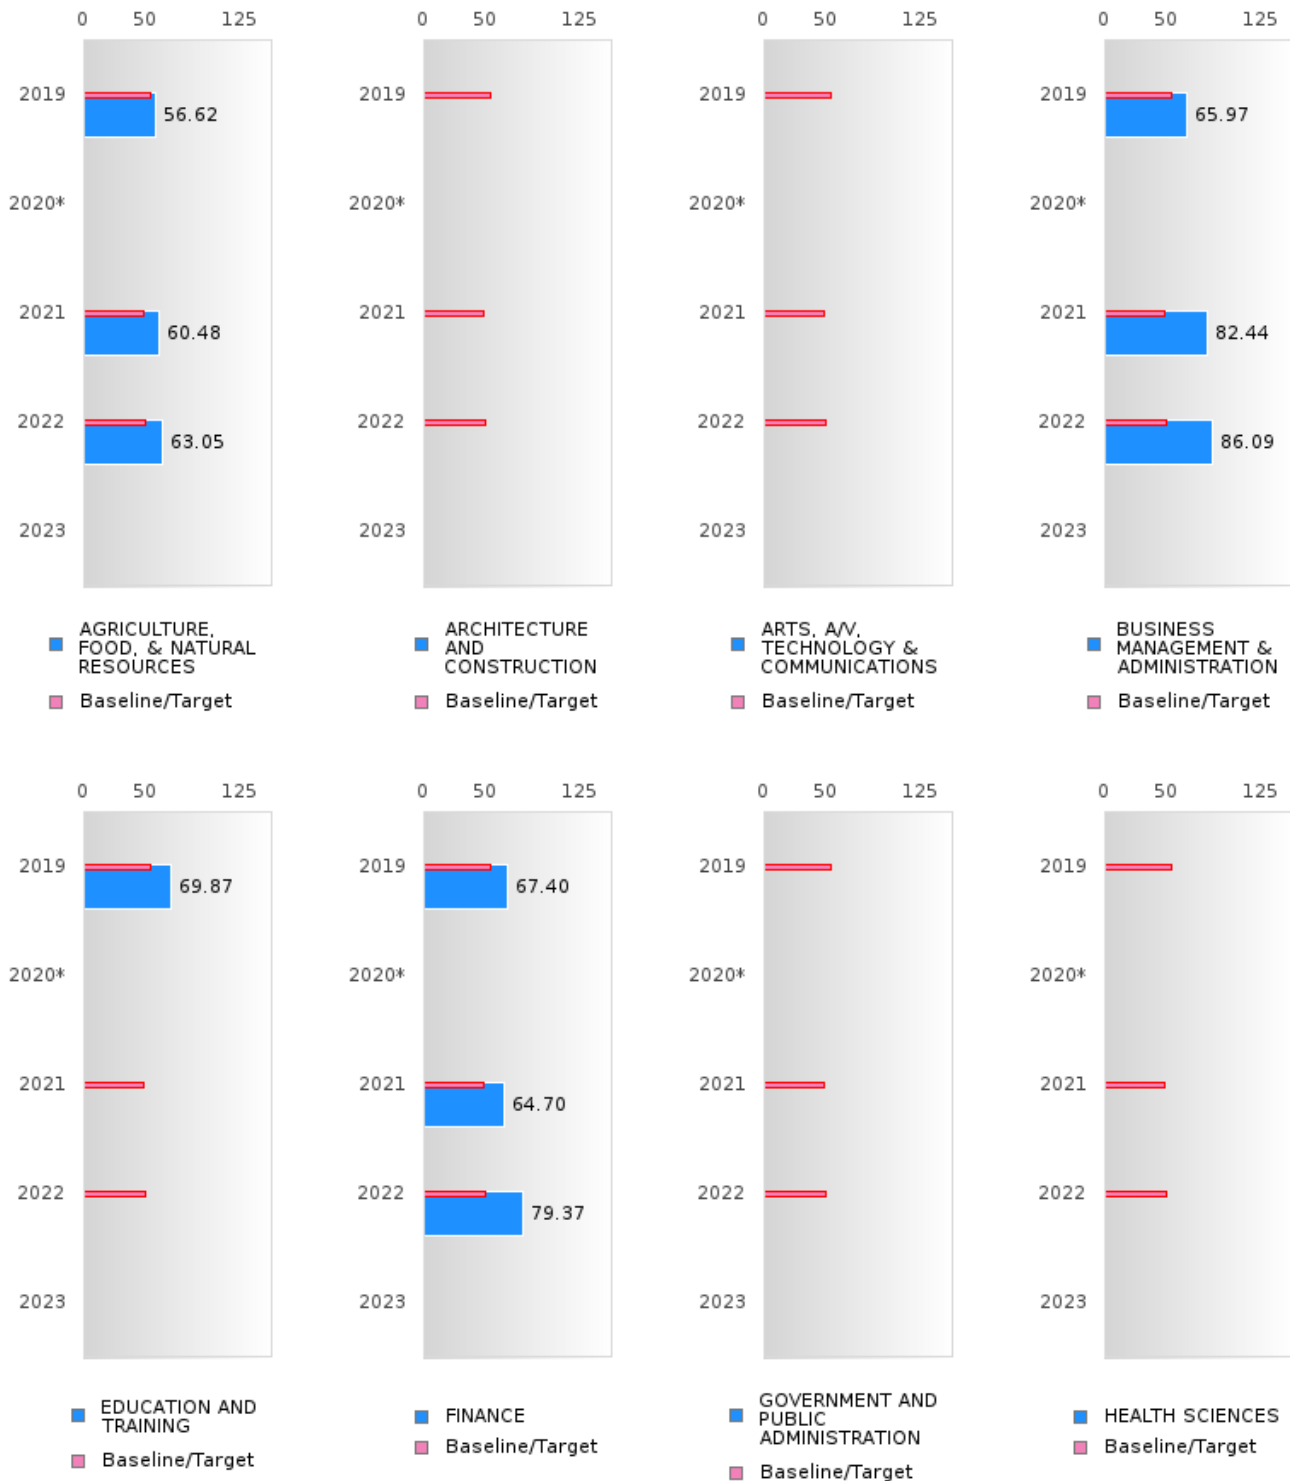 0 50 125
2019
56.62
2020*
2021
60.48
2022
63.05
2023
AGRICULTURE,
FOOD, & NATURAL
RESOURCES
Baseline/Target
0 50 125
2019
2020*
2021
2022
2023
ARCHITECTURE
AND
CONSTRUCTION
Baseline/Target
0 50 125
2019
2020*
2021
2022
2023
ARTS, A/V,
TECHNOLOGY &
COMMUNICATIONS
Baseline/Target
0 50 125
2019
65.97
2020*
2021
82.44
2022
86.09
2023
BUSINESS
MANAGEMENT &
ADMINISTRATION
Baseline/Target
0 50 125
2019
69.87
2020*
2021
2022
2023
EDUCATION AND
TRAINING
Baseline/Target
0 50 125
2019
67.40
2020*
2021
64.70
2022
79.37
2023
FINANCE
Baseline/Target
0 50 125
2019
2020*
2021
2022
2023
GOVERNMENT AND
PUBLIC
ADMINISTRATION
Baseline/Target
0 50 125
2019
2020*
2021
2022
2023
HEALTH SCIENCES
Baseline/Target